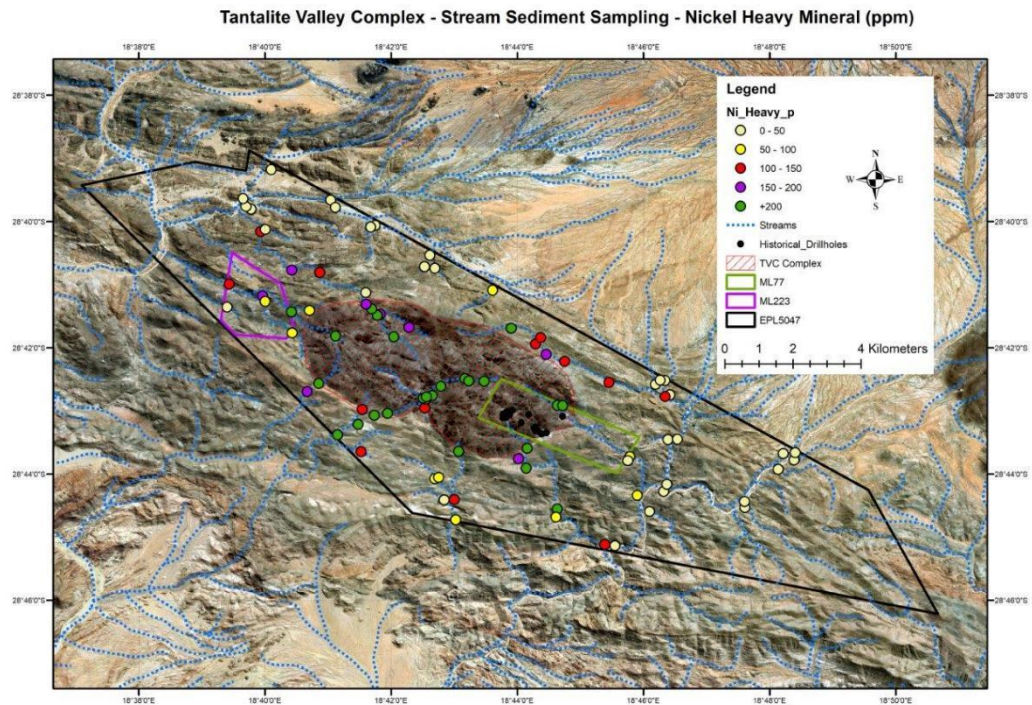 Tantalite Valley Complex - Stream Sediment Sampling - Nickel Heavy Mineral (ppm)
18°38'0"E 18°40'0"E 18°42'0"E 18°44'0"E 18°46'0"E 18°48'0"E 18°50'0"E
28°38'0"S 28°38'0"S
Legend
Ni_Heavy_p
0 - 50
50 - 100
100 - 150
150 - 200
+200
Streams
Historical_Drillholes
TVC Complex
ML77
ML223
EPL5047
N
W E
S
0 0.5 1 2 3 4 Kilometers
28°40'0"S 28°40'0"S
28°42'0"S 28°42'0"S
28°44'0"S 28°44'0"S
28°46'0"S 28°46'0"S
18°38'0"E 18°40'0"E 18°42'0"E 18°44'0"E 18°46'0"E 18°48'0"E 18°50'0"E